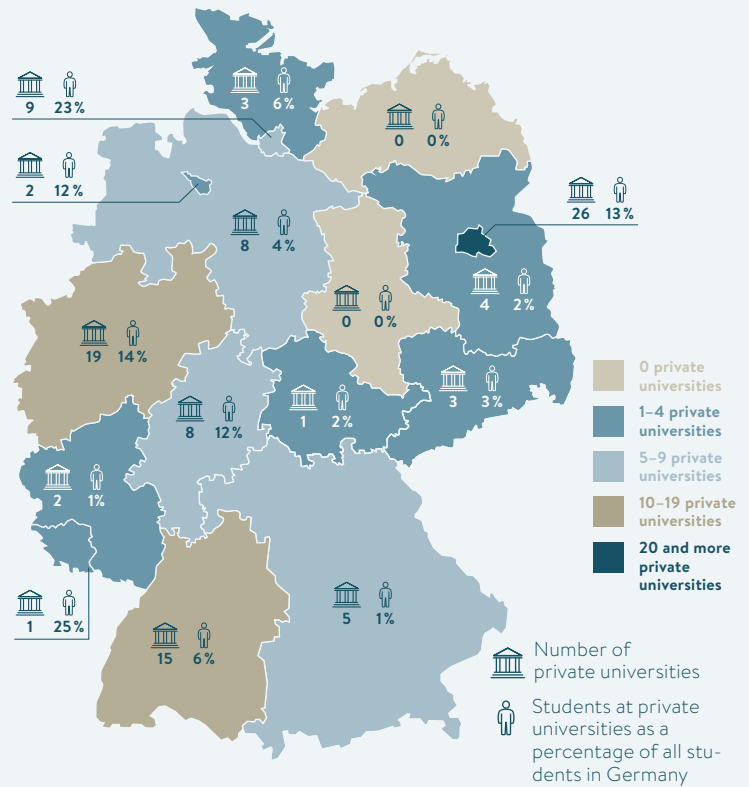 3 6%
9 23%
0 0%
2 12%
26 13%
8 4%
4 2%
0 0%
19 14%
0 private
universities
3 3%
1 2%
1–4 private
universities
8 12%
5–9 private
universities
2 1%
10–19 private
universities
20 and more
private
universities
5 1%
1 25%
15 6%
Number of
private universities
Students at private
universities as a
percentage of all stu-
dents in Germany